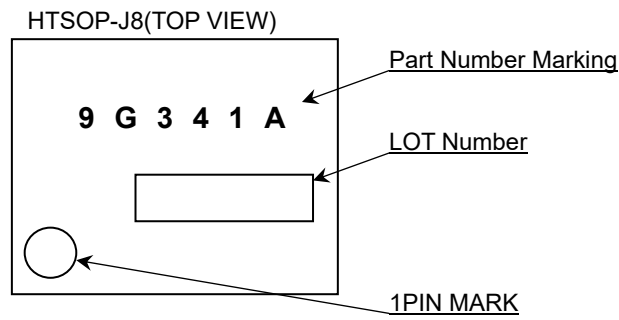 HTSOP-J8(TOP VIEW)
Part Number Marking
9 G 3 4 1 A
LOT Number
1PIN MARK